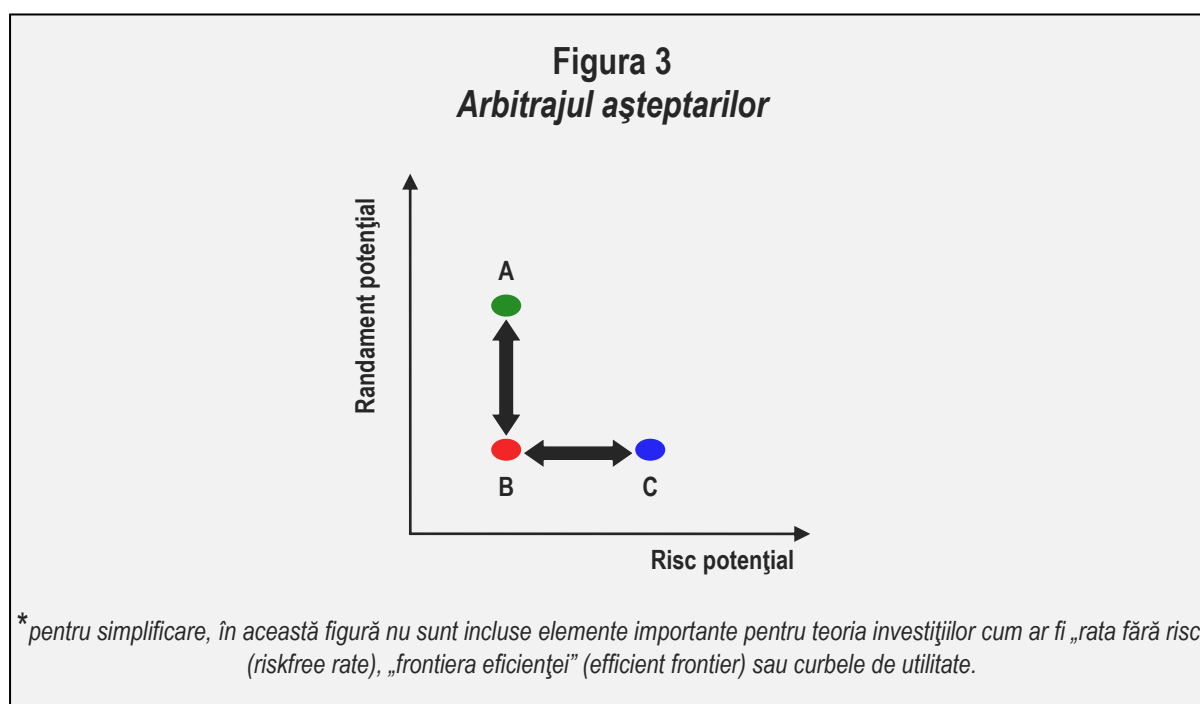 Figura 3
Arbitrajul aşteptarilor
Randament potenţial
A
B
C
Risc potenţial
*pentru simplificare, în această figură nu sunt incluse elemente importante pentru teoria investiţiilor cum ar fi „rata fără risc
(riskfree rate), „frontiera eficienţei” (efficient frontier) sau curbele de utilitate.